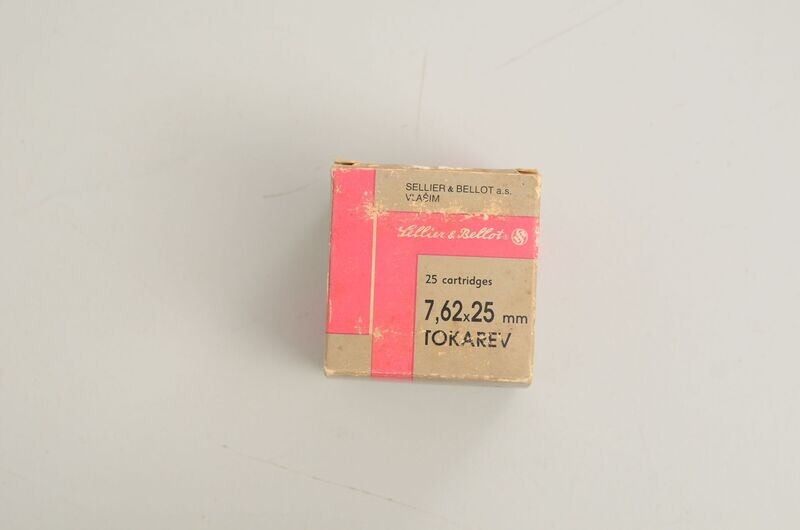 SELLIER & BELLOT a.s.
VLAŠIM
Sellier & Bellot
25 cartridges
7,62x25 mm
TOKAREV